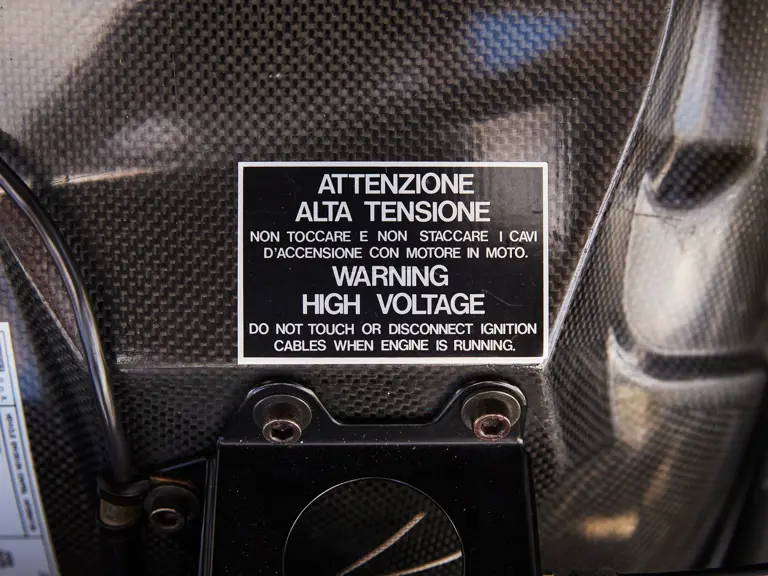 ATTENZIONE
ALTA TENSIONE
NON TOCCARE E NON STACCARE I CAVI
D'ACCENSIONE CON MOTORE IN MOTO.
WARNING
HIGH VOLTAGE
DO NOT TOUCH OR DISCONNECT IGNITION
CABLES WHEN ENGINE IS RUNNING.